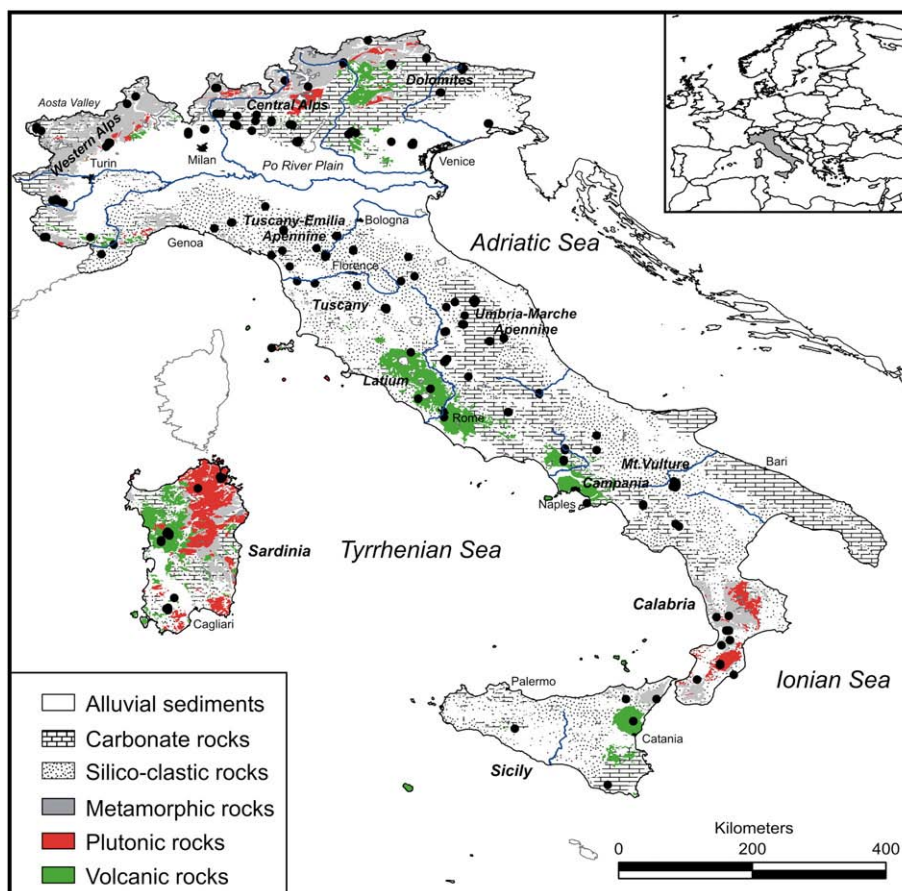 Dolomites
Aosta Valley
Central Alps
Western Alps
Turin
Milan
Po River Plain
Venice
Tuscany-Emilia
Apennine
Bologna
Genoa
Florence
Adriatic Sea
Tuscany
Umbria-Marche
Apennine
Latium
Rome
Mt.Vulture
Bari
Campania
Naples
Sardinia
Tyrrhenian Sea
Calabria
Cagliari
Ionian Sea
Palermo
Catania
Sicily
Alluvial sediments
Carbonate rocks
Silico-clastic rocks
Metamorphic rocks
Plutonic rocks
Volcanic rocks
Kilometers
0 200 400